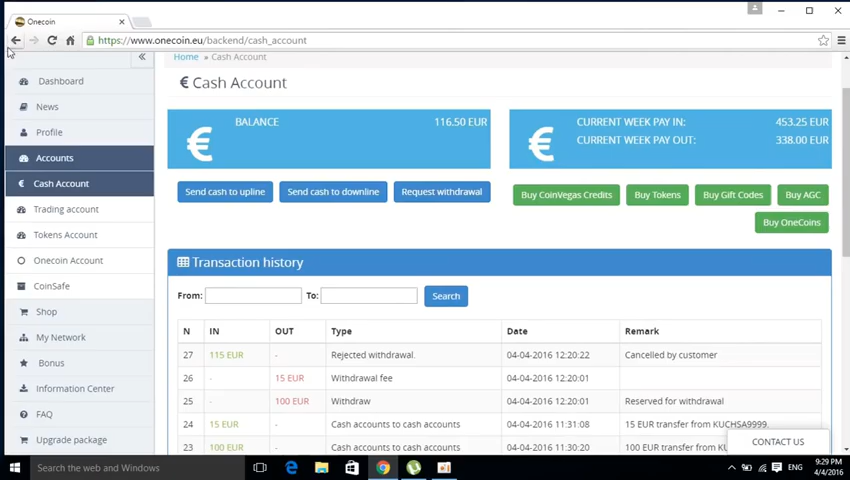 Onecoin
https://www.onecoin.eu/backend/cash_account
Home » Cash Account
Dashboard
News
Profile
Accounts
€ Cash Account
Trading account
Tokens Account
Onecoin Account
CoinSafe
Shop
My Network
Bonus
Information Center
FAQ
Upgrade package
€ Cash Account
€ BALANCE 116.50 EUR
€ CURRENT WEEK PAY IN: 453.25 EUR
CURRENT WEEK PAY OUT: 338.00 EUR
Send cash to upline Send cash to downline Request withdrawal
Buy CoinVegas Credits Buy Tokens Buy Gift Codes Buy AGC
Buy OneCoins
Transaction history
From: To: Search
N IN OUT Type Date Remark
27 115 EUR - Rejected withdrawal. 04-04-2016 12:20:22 Cancelled by customer
26 - 15 EUR Withdrawal fee 04-04-2016 12:20:01
25 - 100 EUR Withdraw 04-04-2016 12:20:01 Reserved for withdrawal
24 15 EUR - Cash accounts to cash accounts 04-04-2016 11:31:08 15 EUR transfer from KUCHSA9999.
23 100 EUR - Cash accounts to cash accounts 04-04-2016 11:30:20 100 EUR transfer from
CONTACT US
Search the web and Windows
ENG
9:29 PM
4/4/2016